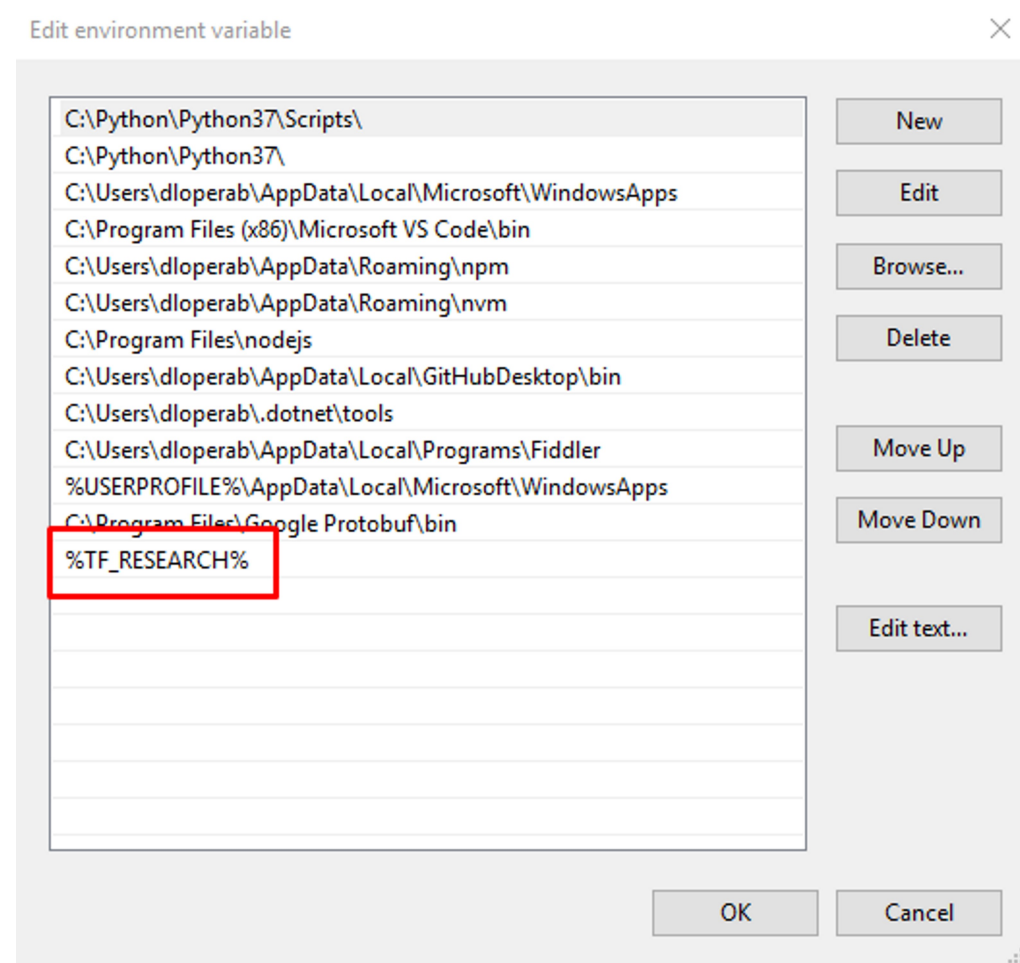 Edit environment variable
C:\Python\Python37\Scripts\
New
C:\Python\Python37\
C:\Users\dloperab\AppData\Local\Microsoft\WindowsApps
Edit
C:\Program Files (x86)\Microsoft VS Code\bin
C:\Users\dloperab\AppData\Roaming\npm
Browse...
C:\Users\dloperab\AppData\Roaming\nvm
C:\Program Files\nodejs
Delete
C:\Users\dloperab\AppData\Local\GitHubDesktop\bin
C:\Users\dloperab\.dotnet\tools
C:\Users\dloperab\AppData\Local\Programs\Fiddler
Move Up
%USERPROFILE%\AppData\Local\Microsoft\WindowsApps
C:\Program Files\Google Protobuf\bin
Move Down
%TF_RESEARCH%
Edit text...
OK
Cancel